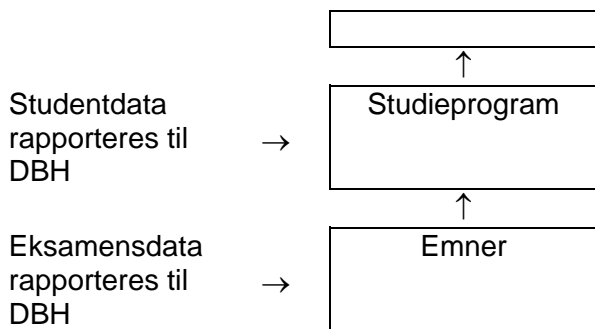 ↑
Studentdata
rapporteres til
DBH
→
Studieprogram
↑
Eksamensdata
rapporteres til
DBH
→
Emner